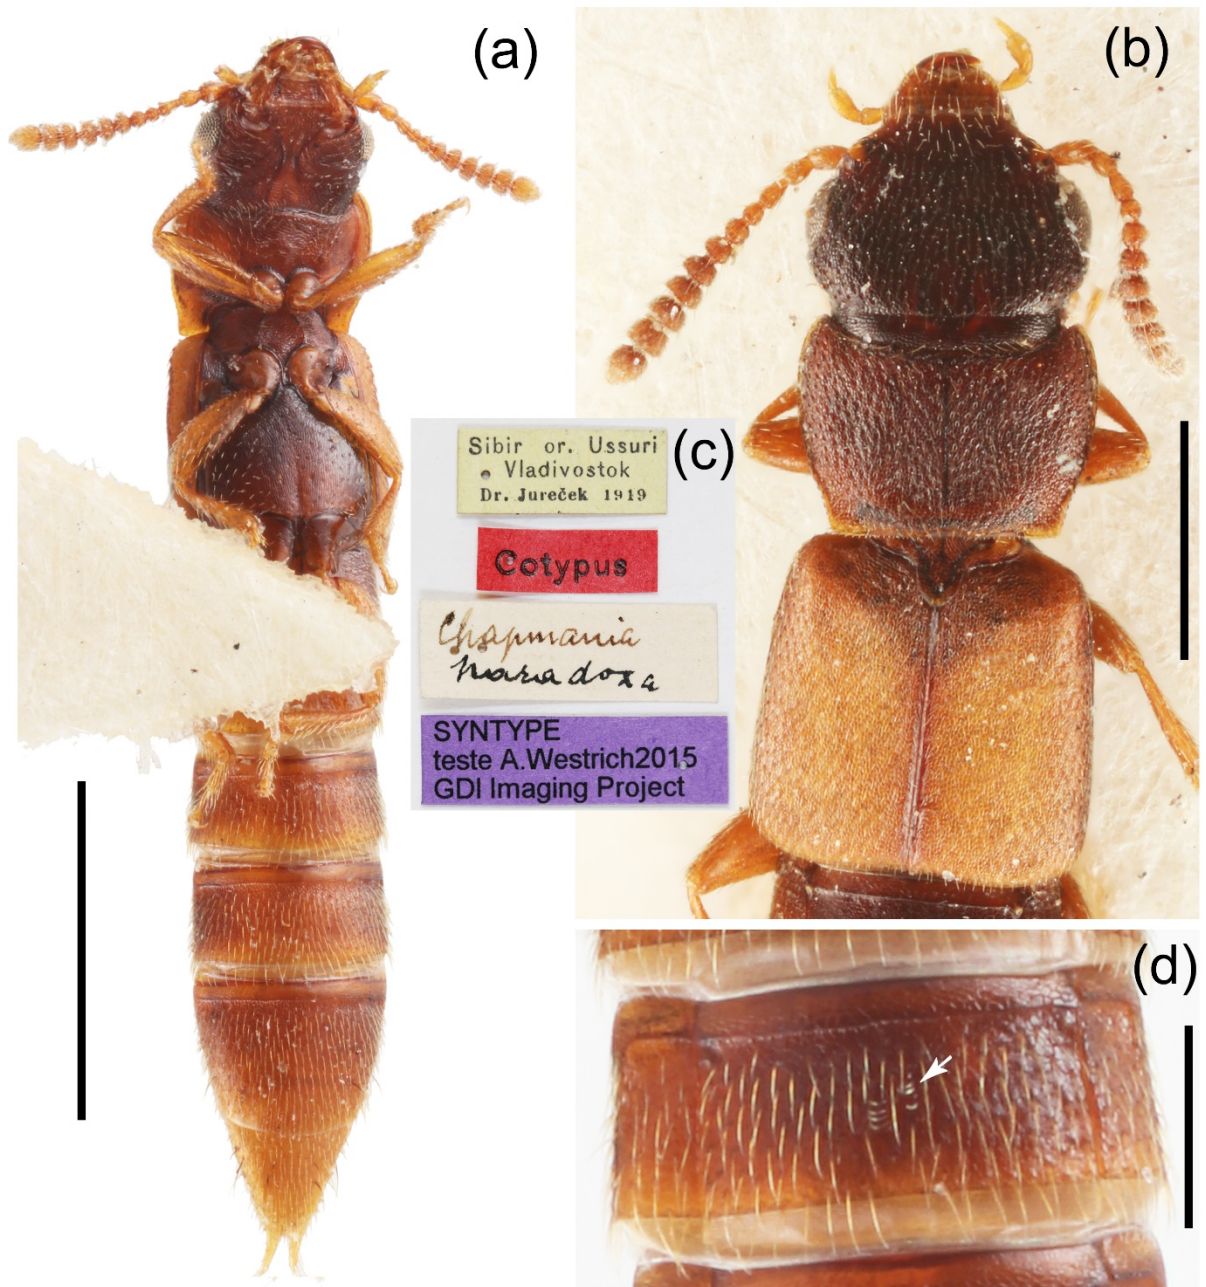 (a)
(b)
(c)
Sibir or. Ussuri
Vladivostok
Dr. Jureček 1919
Cotypus
Chapmania
paradoxa
SYNTYPE
teste A.Westrich2015
GDI Imaging Project
(d)